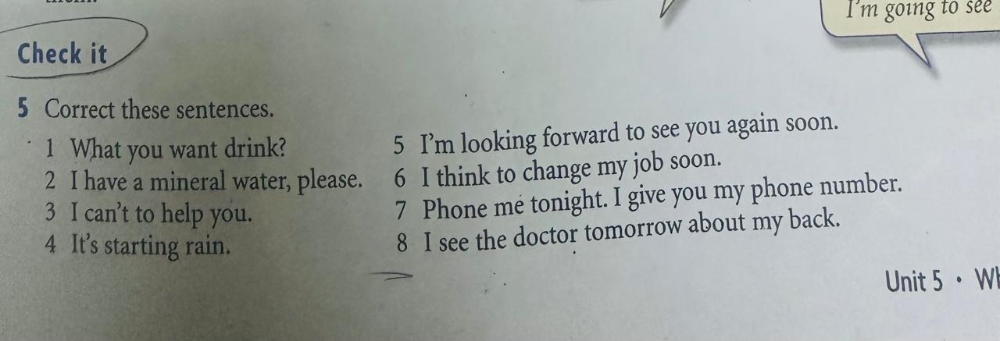 I'm going to see
Check it
5 Correct these sentences.
1 What you want drink?
2 I have a mineral water, please.
3 I can't to help you.
4 It's starting rain.
5 I'm looking forward to see you again soon.
6 I think to change my job soon.
7 Phone me tonight. I give you my phone number.
8 I see the doctor tomorrow about my back.
Unit 5 •